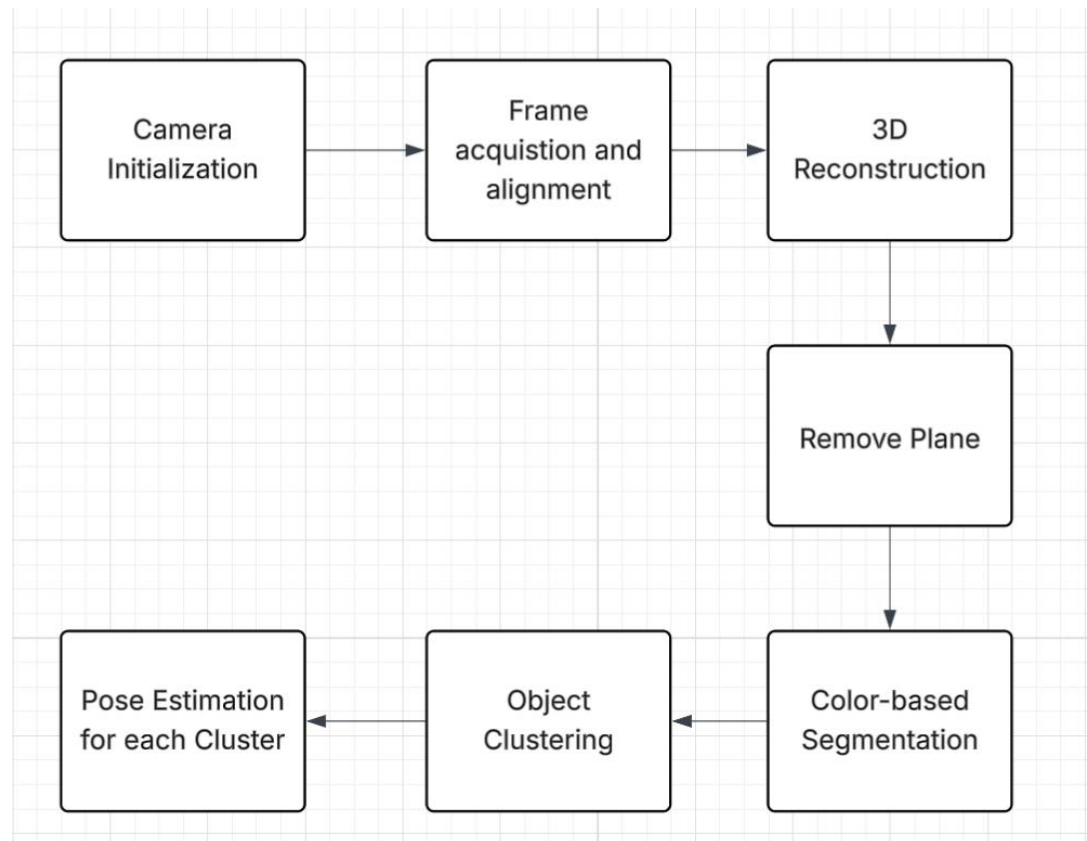 Camera
Initialization
Frame
acquistion and
alignment
3D
Reconstruction
Remove Plane
Color-based
Segmentation
Object
Clustering
Pose Estimation
for each Cluster